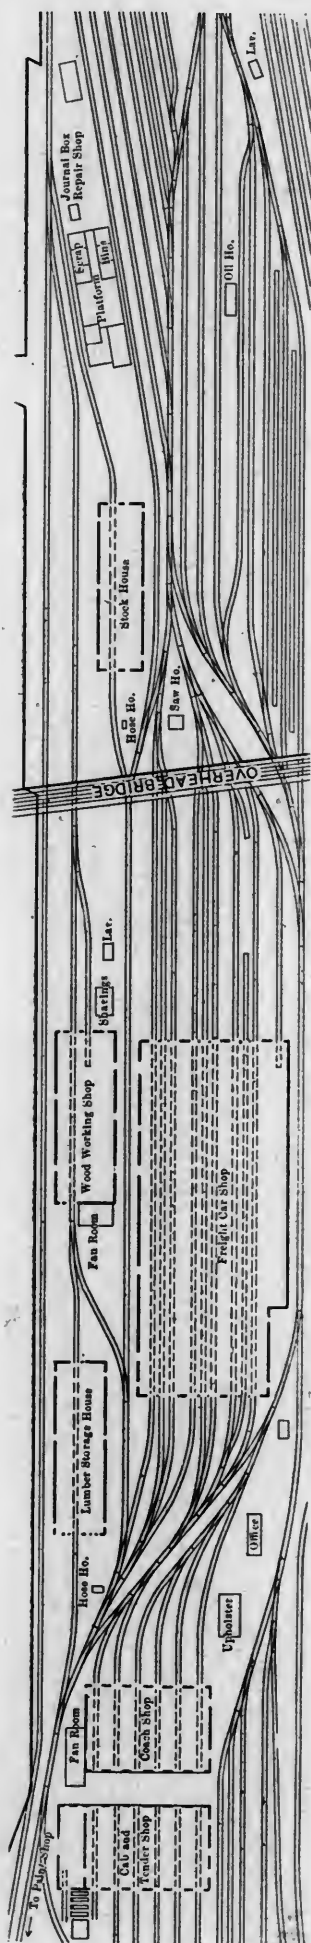 Lav.
Journal Box
Repair Shop
Scrap
Bins
Platform
Oil Ho.
Stock House
Hose Ho.
Saw Ho.
OVERHEAD BRIDGE
Lav.
Shavings
Wood Working Shop
Fan Room
Freight Car Shop
Lumber Storage House
Hose Ho.
Office
Upholster
Fan Room
Coach Shop
Cab and
Tender Shop
To Paint Shop